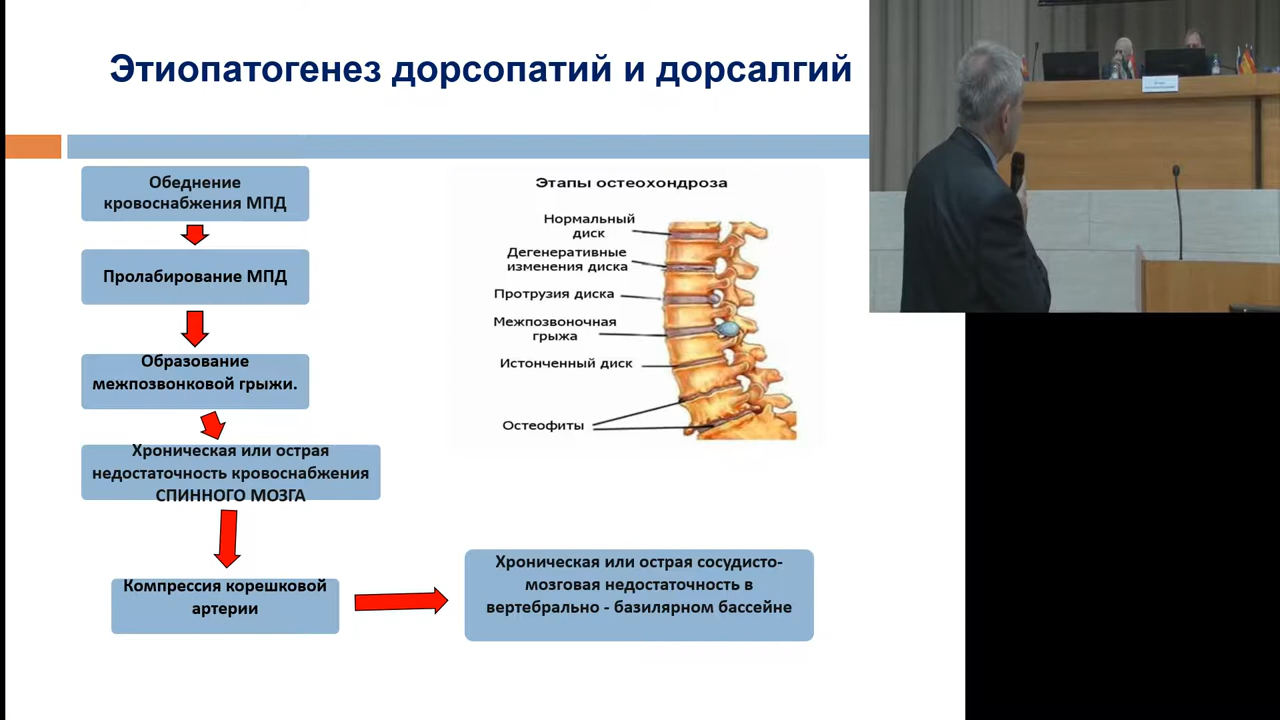 Этиопатогенез дорсопатий и дорсалгий
Обеднение
кровоснабжения МПД
Пролабирование МПД
Образование
межпозвонковой грыжи.
Хроническая или острая
недостаточность кровоснабжения
СПИННОГО МОЗГА
Компрессия корешковой
артерии
Хроническая или острая сосудисто-
мозговая недостаточность в
вертебрально - базилярном бассейне
Этапы остеохондроза
Нормальный
диск
Дегенеративные
изменения диска
Протрузия диска
Межпозвоночная
грыжа
Истонченный диск
Остеофиты